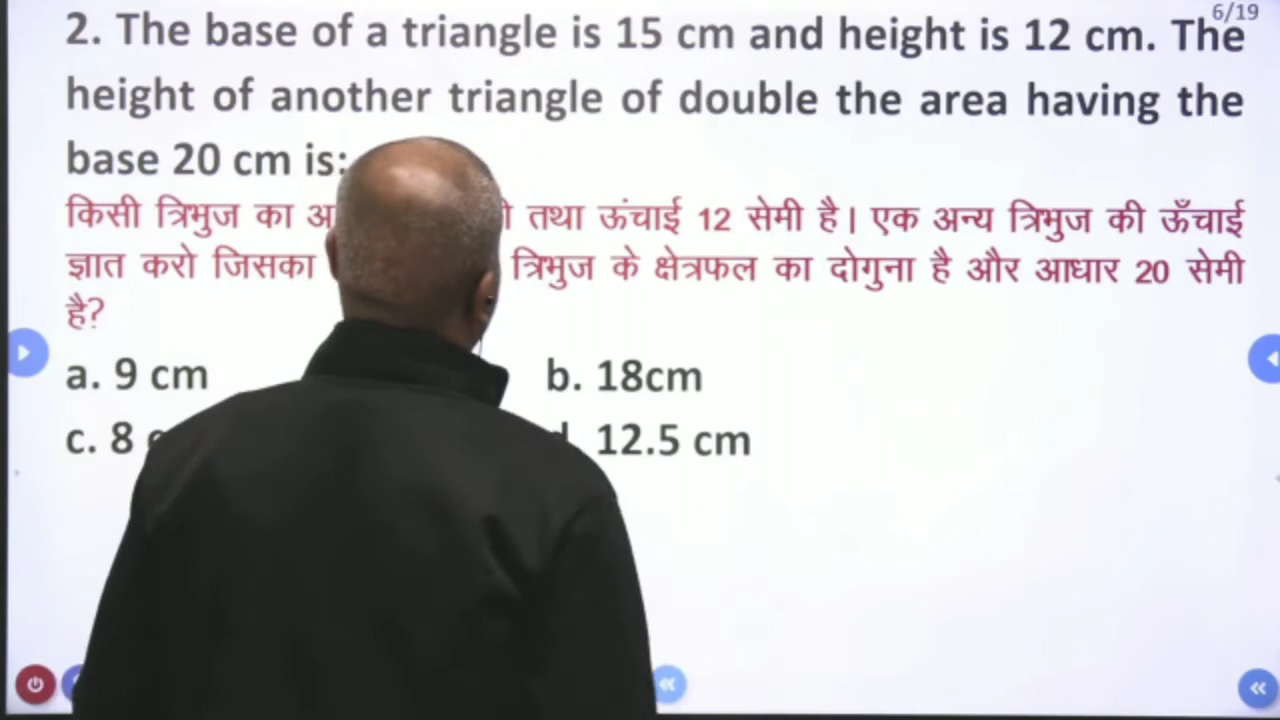 6/19
2. The base of a triangle is 15 cm and height is 12 cm. The
height of another triangle of double the area having the
base 20 cm is:
किसी त्रिभुज का तथा ऊंचाई 12 सेमी है। एक अन्य त्रिभुज की ऊँचाई
ज्ञात करो जिसका त्रिभुज के क्षेत्रफल का दोगुना है और आधार 20 सेमी
है?
a. 9 cm b. 18cm
c. 8 12.5 cm